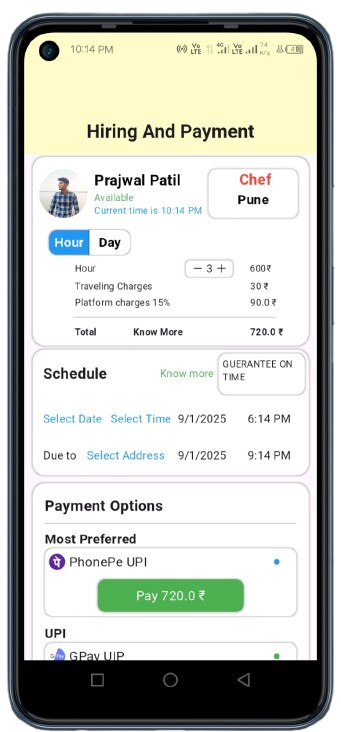 10:14 PM Vo LTE 4G Vo LTE 7.4 K/s
Hiring And Payment
Prajwal Patil
Available
Current time is 10:14 PM
Chef
Pune
Hour Day
Hour – 3 + 600₹
Traveling Charges 30 ₹
Platform charges 15% 90.0 ₹
Total Know More 720.0 ₹
Schedule Know more GUERANTEE ON
TIME
Select Date Select Time 9/1/2025 6:14 PM
Due to Select Address 9/1/2025 9:14 PM
Payment Options
Most Preferred
पे PhonePe UPI
Pay 720.0 ₹
UPI
GPay UIP